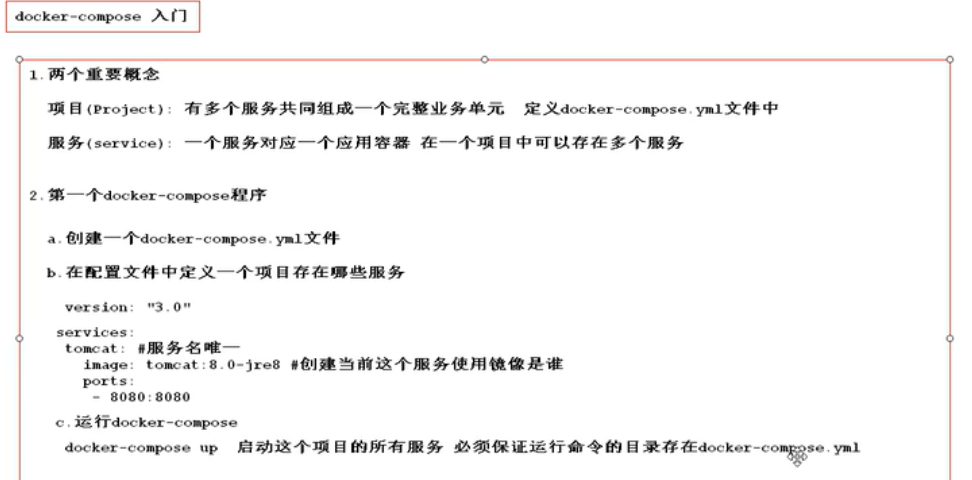 docker-compose 入门
1.两个重要概念
项目(Project): 有多个服务共同组成一个完整业务单元 定义docker-compose.yml文件中
服务(service): 一个服务对应一个应用容器 在一个项目中可以存在多个服务
2.第一个docker-compose程序
a.创建一个docker-compose.yml文件
b.在配置文件中定义一个项目存在哪些服务
version: "3.0"
services:
tomcat: #服务名唯一
image: tomcat:8.0-jre8 #创建当前这个服务使用镜像是谁
ports:
- 8080:8080
c.运行docker-compose
docker-compose up 启动这个项目的所有服务 必须保证运行命令的目录存在docker-compose.yml